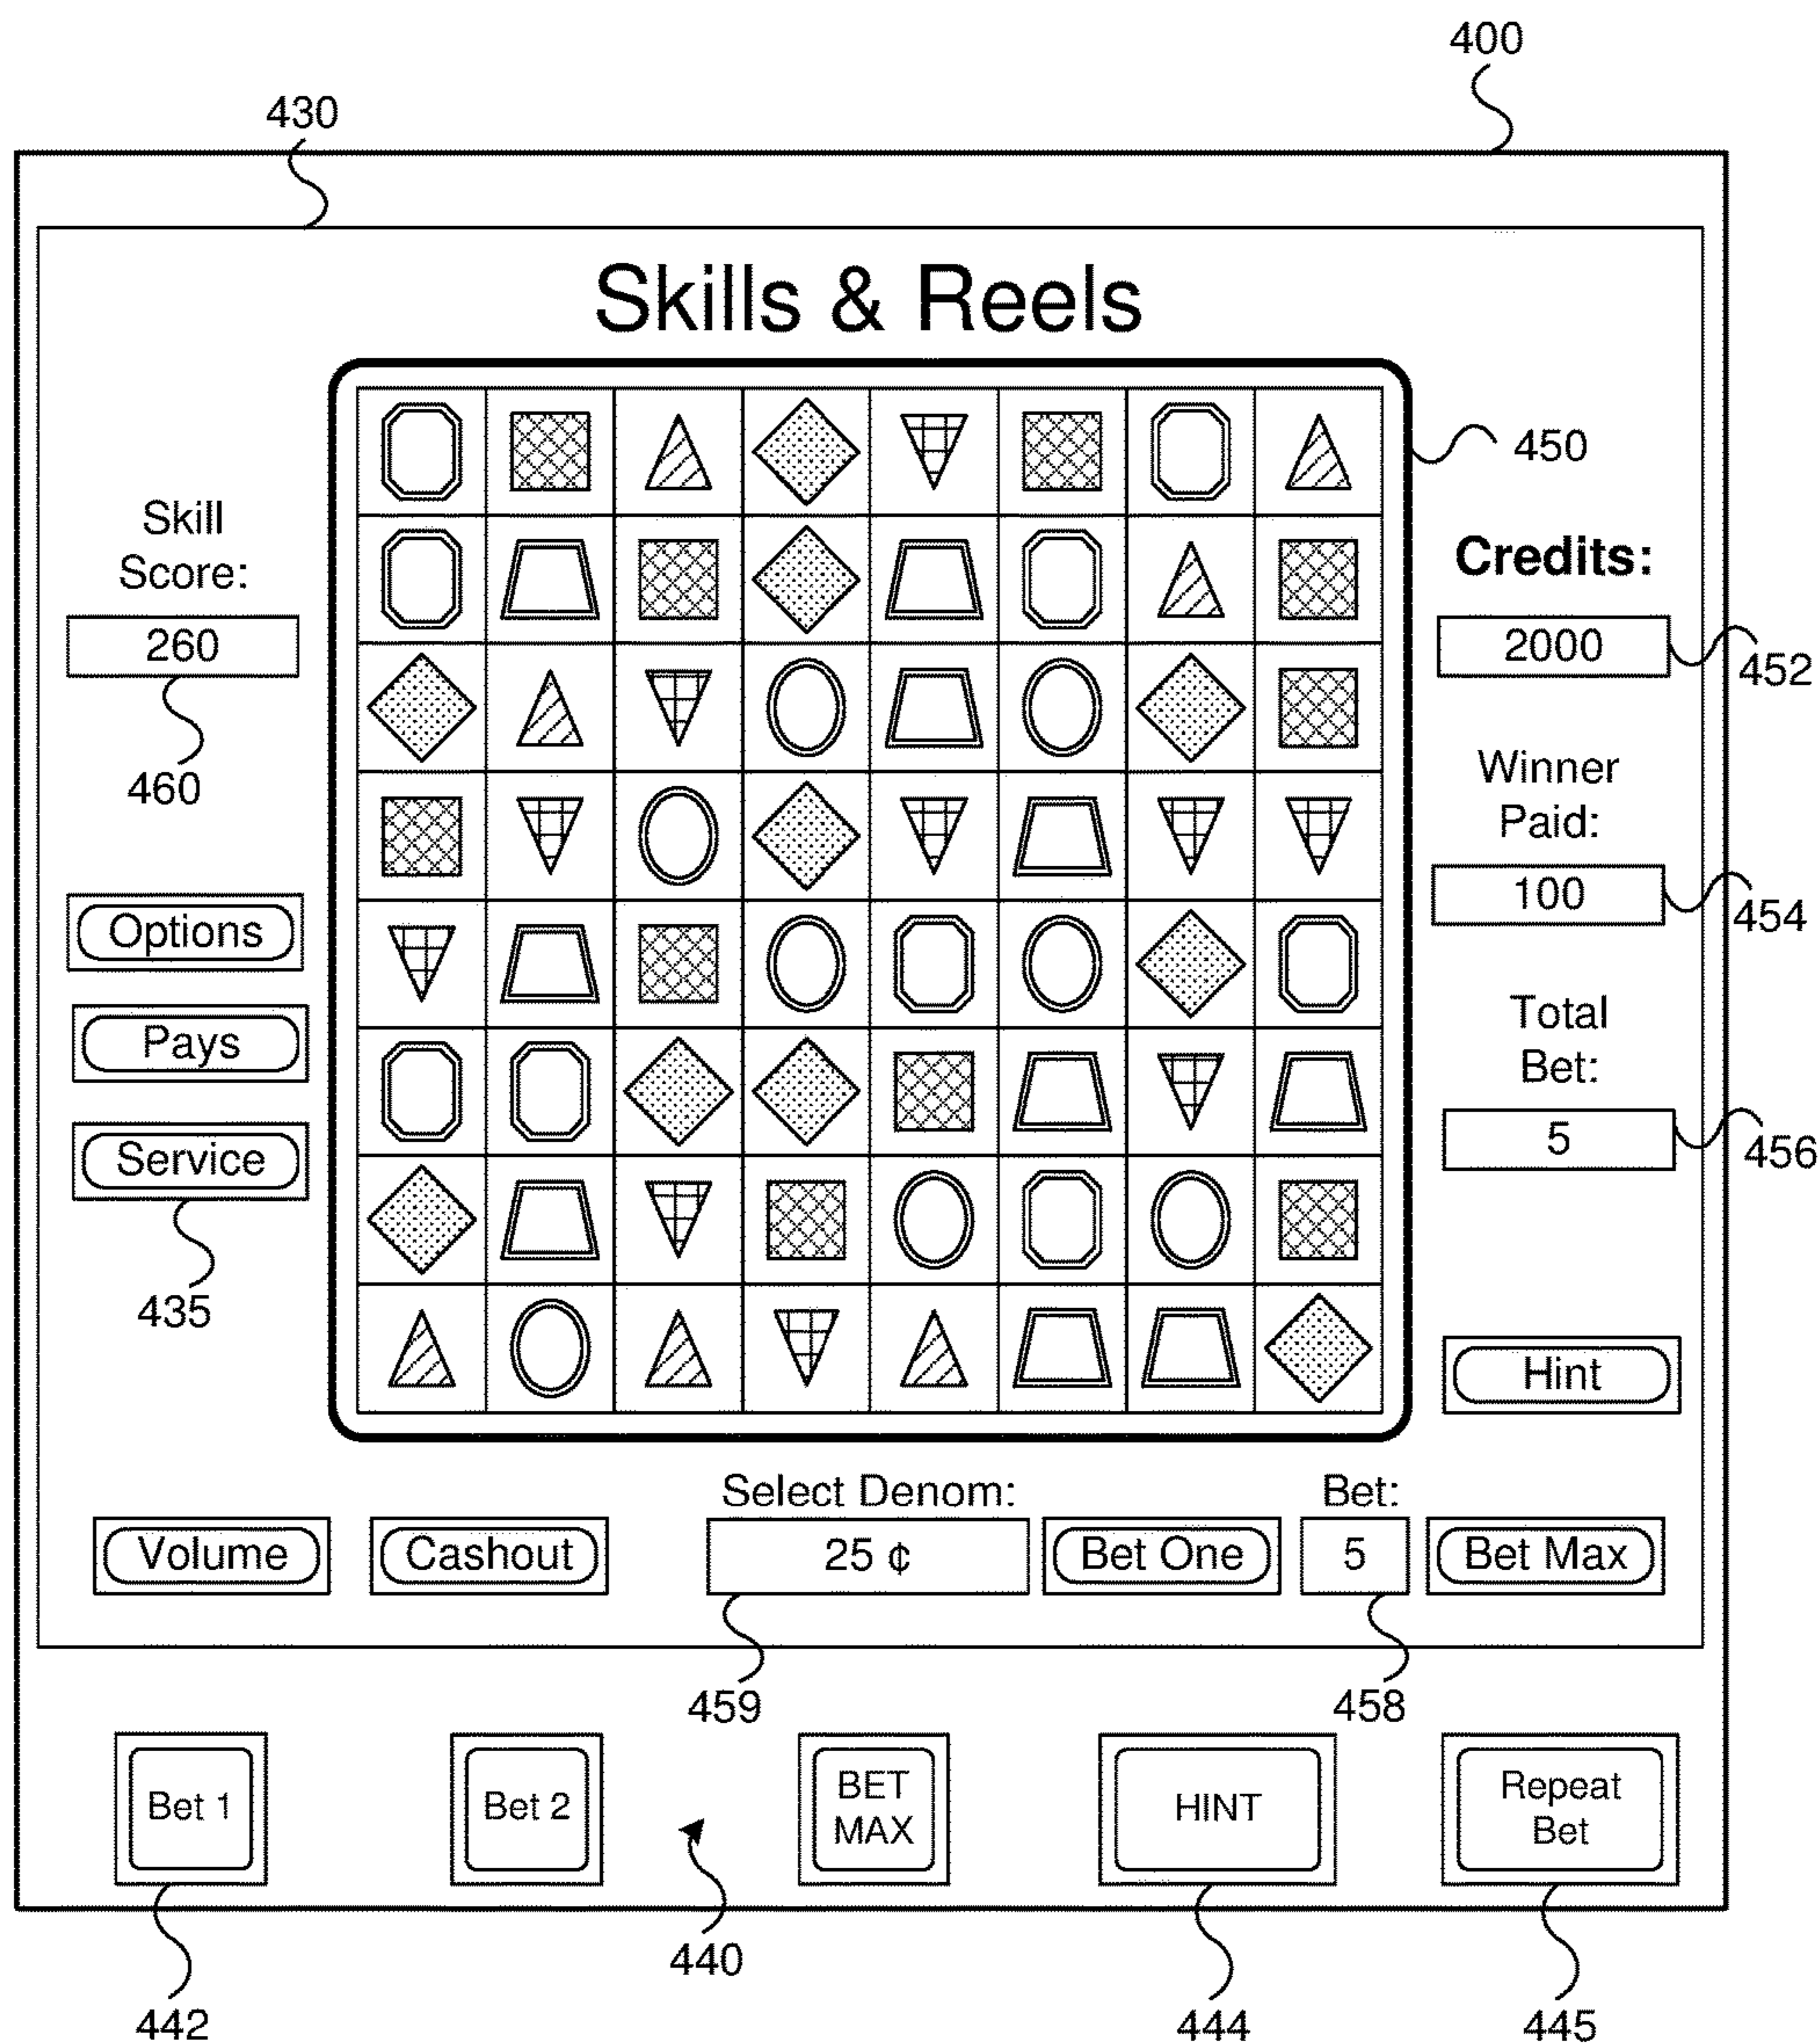 400
430
Skills & Reels
450
Skill
Score:
260
460
Credits:
2000
452
Winner
Paid:
100
454
Total
Bet:
5
456
Options
Pays
Service
435
Hint
Select Denom:
Bet:
Volume
Cashout
25 ¢
Bet One
5
Bet Max
459
458
Bet 1
Bet 2
BET
MAX
HINT
Repeat
Bet
440
442
444
445